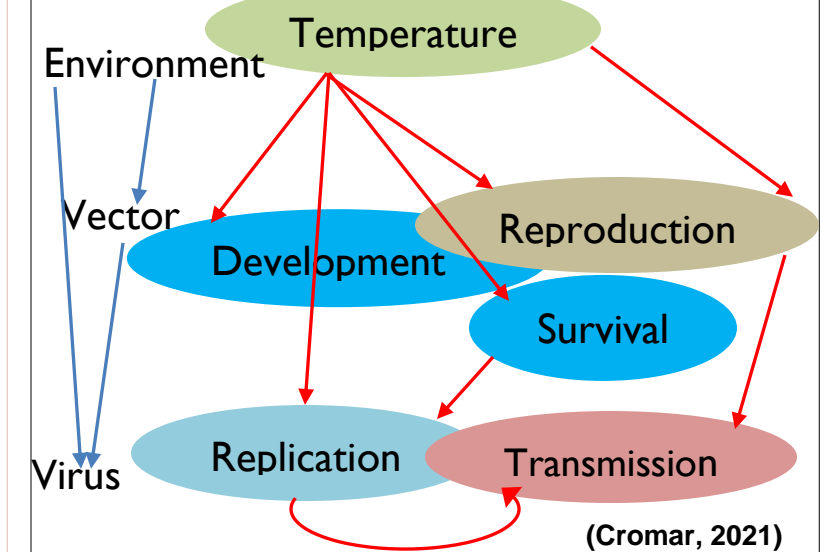 Temperature
Environment
Vector
Reproduction
Development
Survival
Replication
Transmission
Virus
(Cromar, 2021)